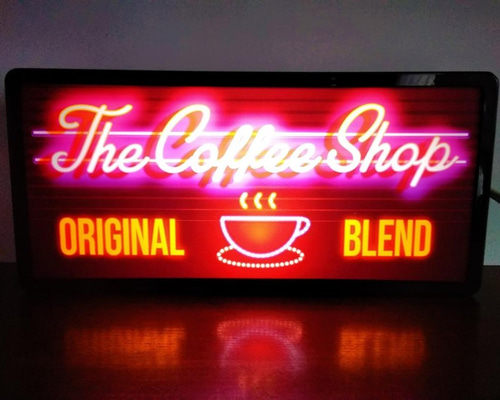 The Coffee Shop
ORIGINAL BLEND